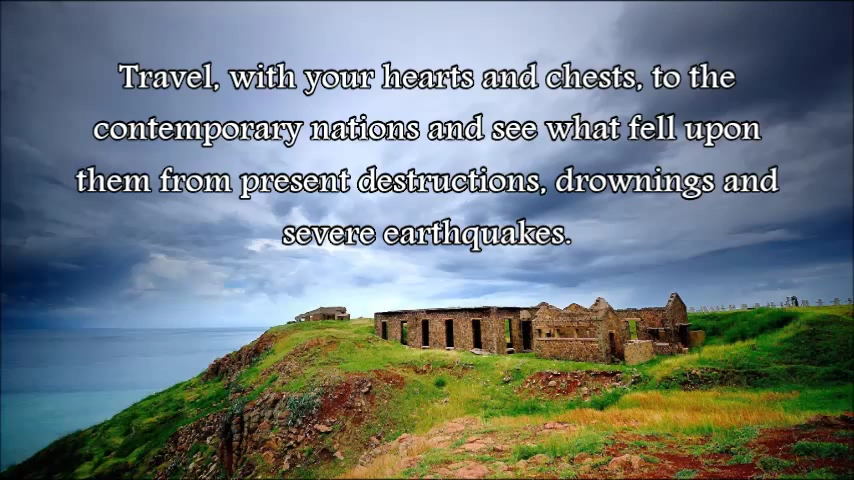 Travel, with your hearts and chests, to the
contemporary nations and see what fell upon
them from present destructions, drownings and
severe earthquakes.